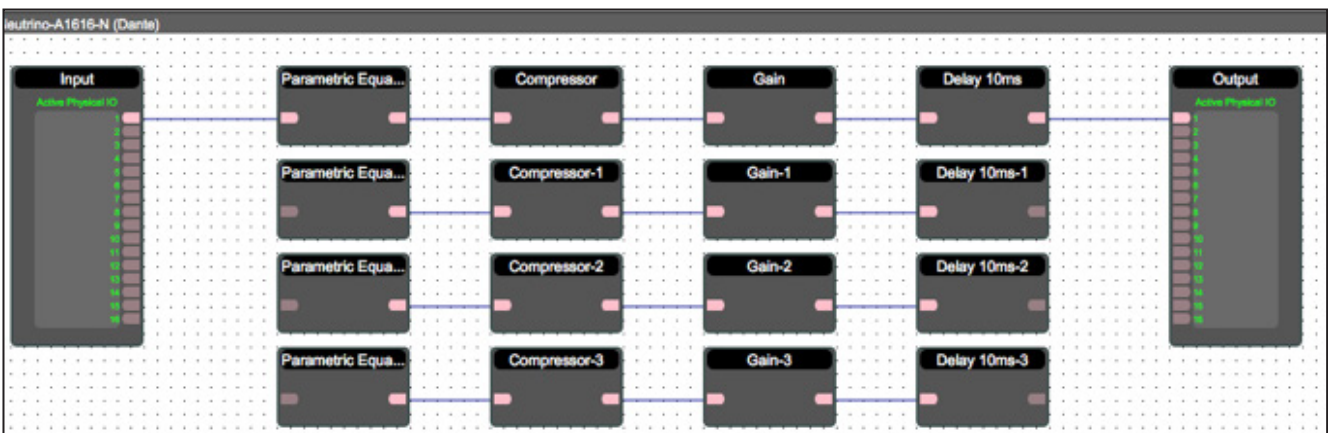 eutrino-A1616-N (Dante)
Input
Active Physical IO
1
2
3
4
5
6
7
8
9
10
11
12
13
14
15
16
Parametric Equa...
Compressor
Gain
Delay 10ms
Parametric Equa...
Compressor-1
Gain-1
Delay 10ms-1
Parametric Equa...
Compressor-2
Gain-2
Delay 10ms-2
Parametric Equa...
Compressor-3
Gain-3
Delay 10ms-3
Output
Active Physical IO
1
2
3
4
5
6
7
8
9
10
11
12
13
14
15
16